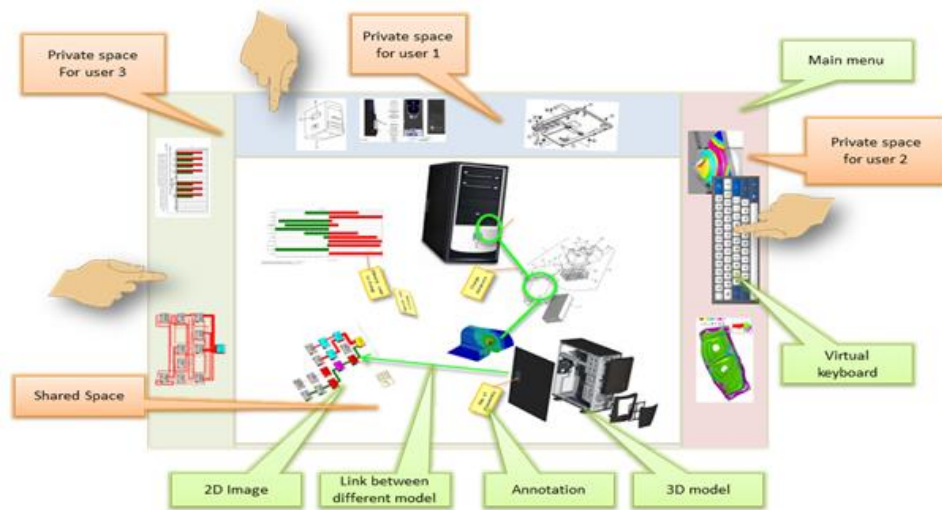 Private space
For user 3
Private space
for user 1
Main menu
Private space
for user 2
Virtual
keyboard
Shared Space
2D Image
Link between
different model
Annotation
3D model